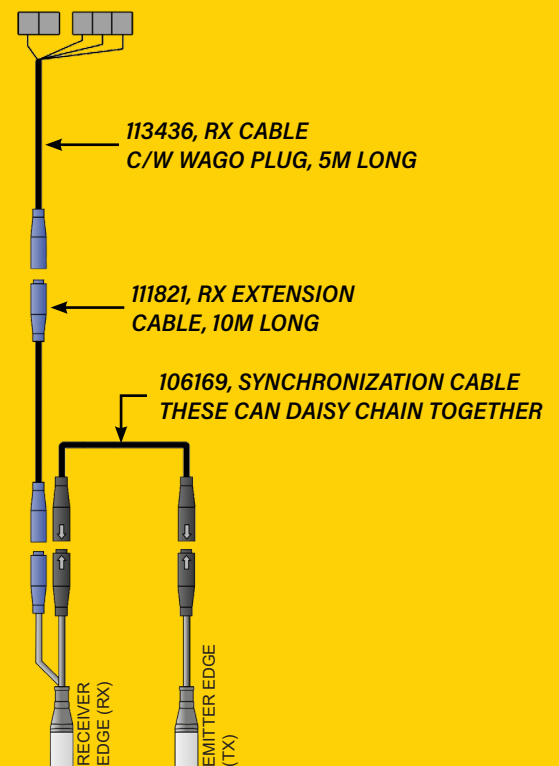 113436, RX CABLE
C/W WAGO PLUG, 5M LONG
111821, RX EXTENSION
CABLE, 10M LONG
106169, SYNCHRONIZATION CABLE
THESE CAN DAISY CHAIN TOGETHER
RECEIVER
EDGE (RX)
EMITTER EDGE
(TX)